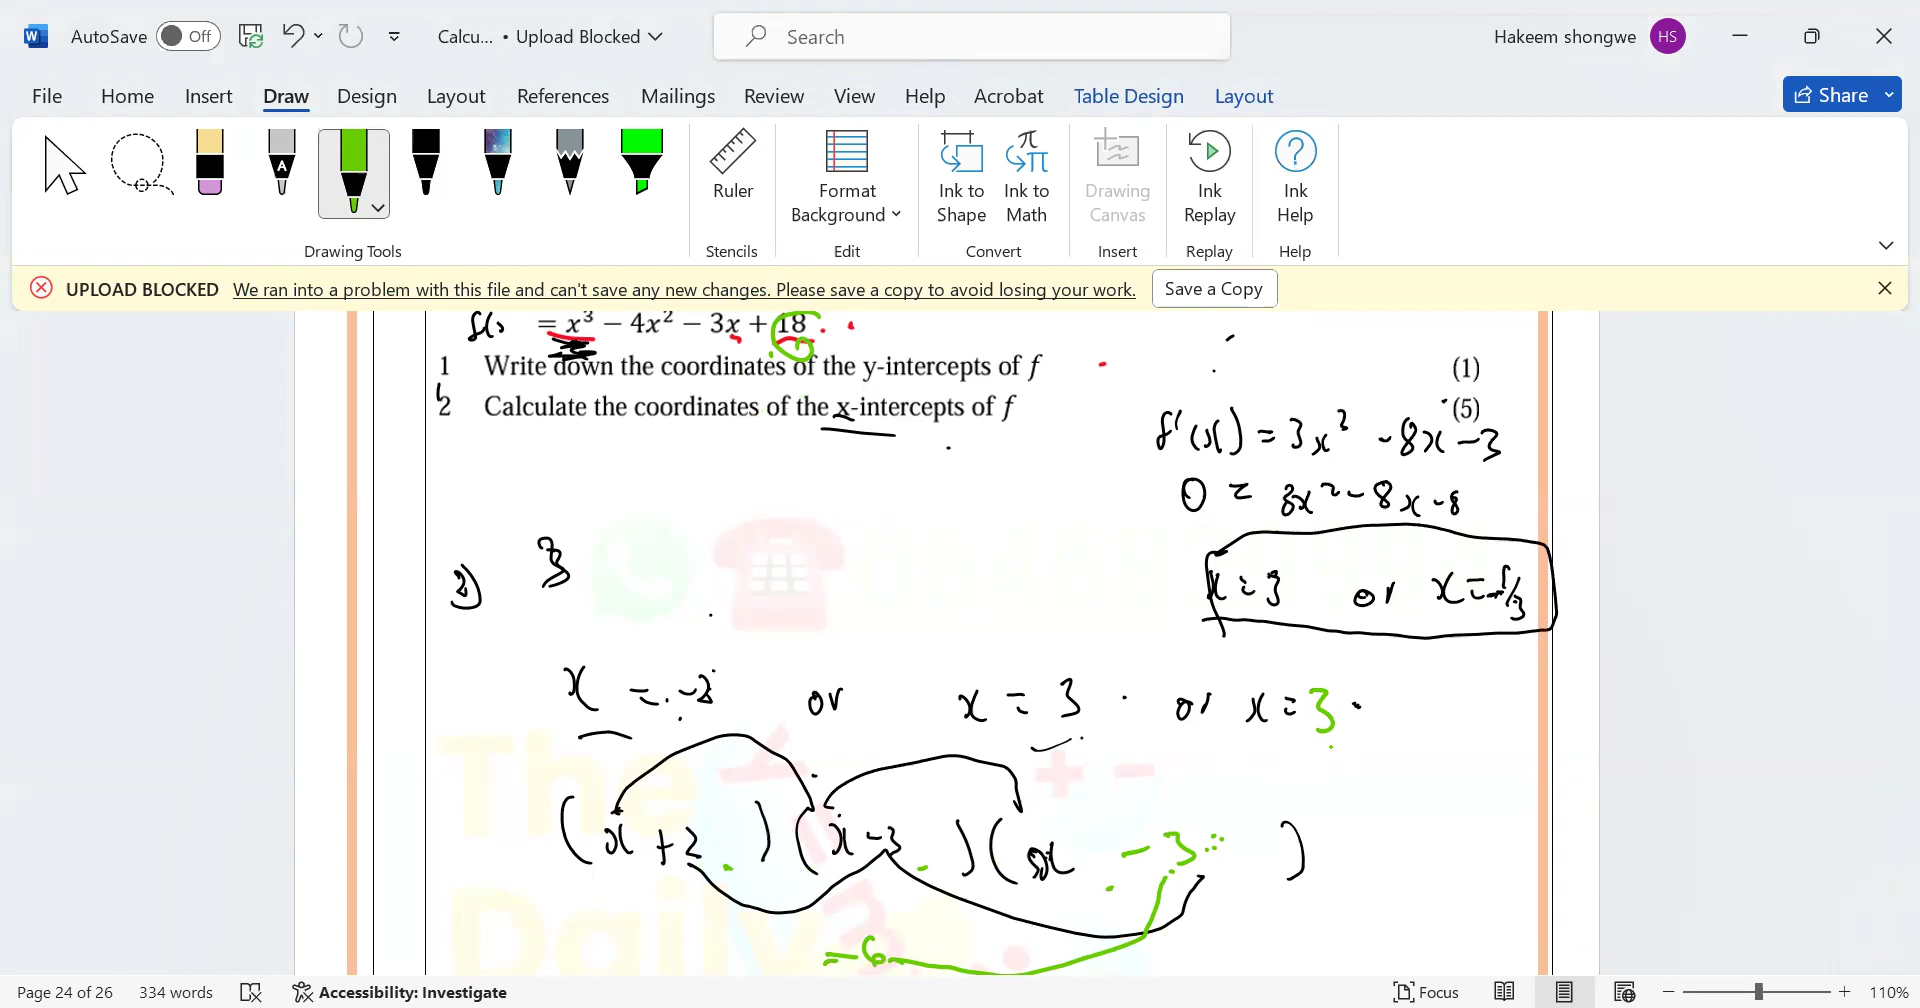 AutoSave Off Calcu... • Upload Blocked Search Hakeem shongwe HS
File Home Insert Draw Design Layout References Mailings Review View Help Acrobat Table Design Layout Share
A
Ruler Format Background Ink to Shape Ink to Math Drawing Canvas Ink Replay Ink Help
Drawing Tools Stencils Edit Convert Insert Replay Help
UPLOAD BLOCKED We ran into a problem with this file and can't save any new changes. Please save a copy to avoid losing your work. Save a Copy
= x³ − 4x² − 3x + 18
1 Write down the coordinates of the y-intercepts of f (1)
2 Calculate the coordinates of the x-intercepts of f (5)
f'(x) = 3x² - 8x - 3
0 = 3x² - 8x - 8
x = 3 or
x = -2 or x = 3 or x = 3
(x + 2) (x - 3) (x - 3)
The
= 6
Daily
Page 24 of 26 334 words Accessibility: Investigate Focus 110%